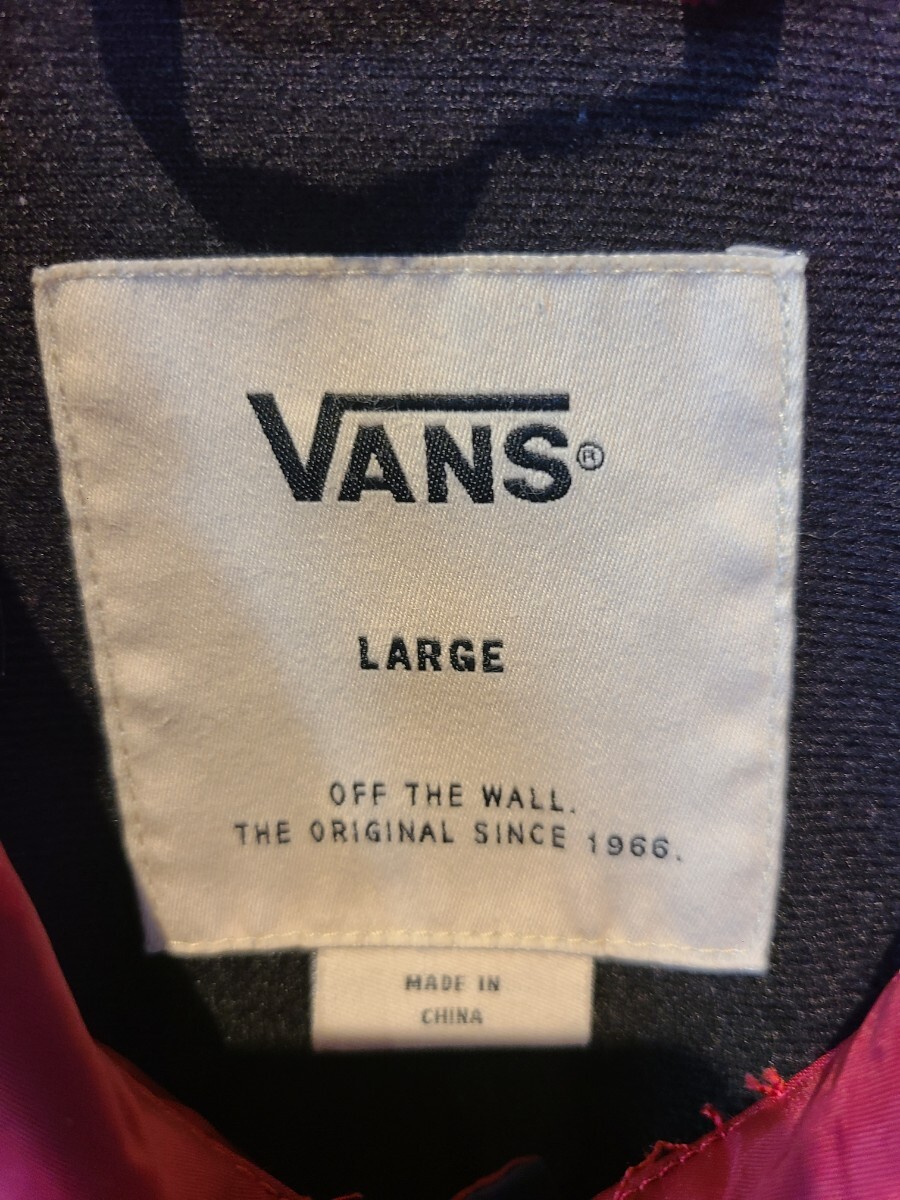 VANS®
LARGE
OFF THE WALL.
THE ORIGINAL SINCE 1966.
MADE IN
CHINA